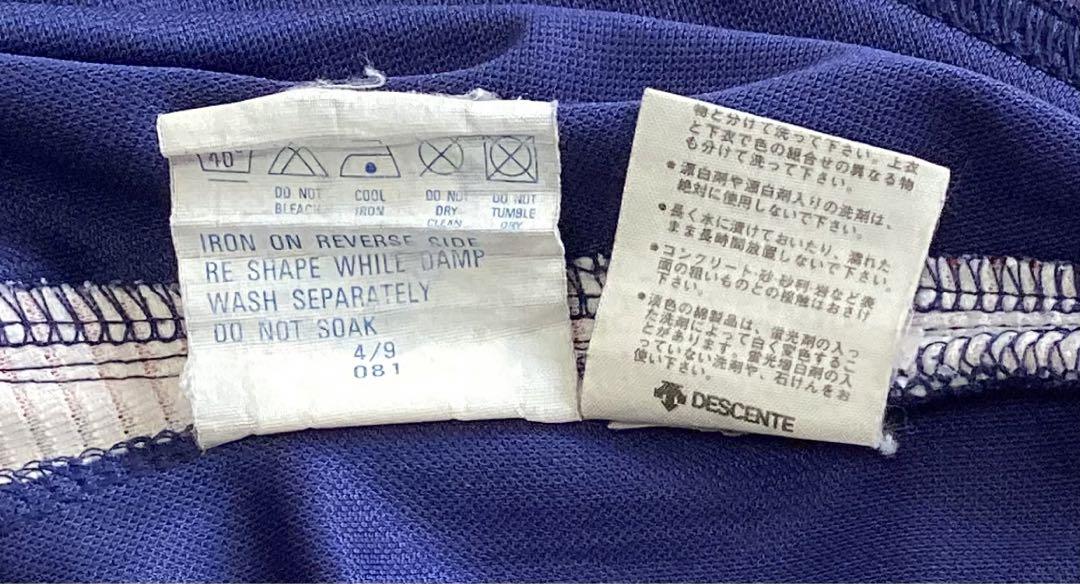 40°
DO NOT
BLEACH
COOL
IRON
DO NOT
DRY
CLEAN
DO NOT
TUMBLE
DRY
IRON ON REVERSE SIDE
RE SHAPE WHILE DAMP
WASH SEPARATELY
DO NOT SOAK
4/9
081
物と分けて洗って下さい。上衣
と下衣で色の組合せの異なる物
も分けて洗って下さい。
●漂白剤や漂白剤入りの洗剤は、
絶対に使用しないで下さい。
●長く水に漬けておいたり、濡れた
まま長時間放置しないで下さい。
●コンクリート・砂・砂利・岩など表
面の粗いものとの接触はおさけ
下さい。
●淡色の綿製品は、蛍光剤の入っ
た洗剤によって白く変色するこ
とがあります。蛍光増白剤の入
っていない洗剤や、石けんをお
使い下さい。
DESCENTE